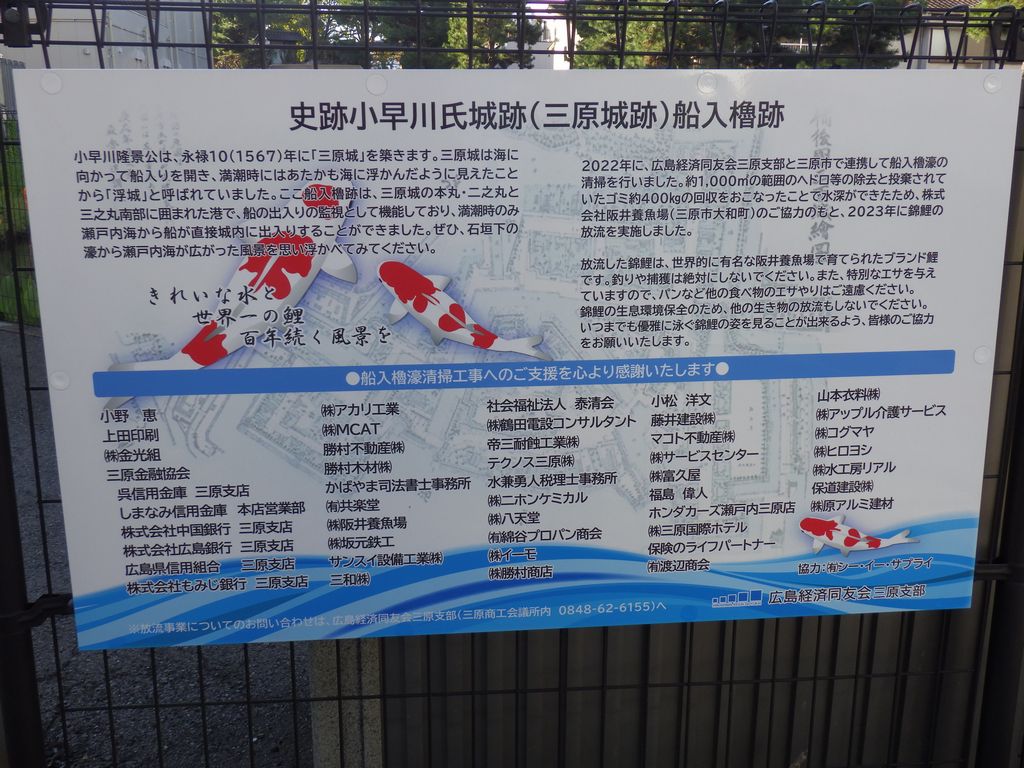 史跡小早川氏城跡(三原城跡)船入櫓跡
小早川隆景公は、永禄10(1567)年に「三原城」を築きます。三原城は海に
向かって船入りを開き、満潮時にはあたかも海に浮かんだように見えたこと
から「浮城」と呼ばれていました。ここ船入櫓跡は、三原城の本丸・二之丸と
三之丸南部に囲まれた港で、船の出入りの監視として機能しており、満潮時のみ
瀬戸内海から船が直接城内に出入りすることができました。ぜひ、石垣下の
濠から瀬戸内海が広がった風景を思い浮かべてみてください。
きれいな水と
世界一の鯉
百年続く風景を
2022年に、広島経済同友会三原支部と三原市で連携して船入櫓濠の
清掃を行いました。約1,000㎡の範囲のヘドロ等の除去と投棄されて
いたゴミ約400kgの回収をおこなったことで水深ができたため、株式
会社阪井養魚場(三原市大和町)のご協力のもと、2023年に錦鯉の
放流を実施しました。
放流した錦鯉は、世界的に有名な阪井養魚場で育てられたブランド鯉
です。釣りや捕獲は絶対にしないでください。また、特別なエサを与え
ていますので、パンなど他の食べ物のエサやりはご遠慮ください。
錦鯉の生息環境保全のため、他の生き物の放流もしないでください。
いつまでも優雅に泳ぐ錦鯉の姿を見ることが出来るよう、皆様のご協力
をお願いいたします。
●船入櫓濠清掃工事へのご支援を心より感謝いたします●
小野 恵
上田印刷
㈱金光組
三原金融協会
呉信用金庫 三原支店
しまなみ信用金庫 本店営業部
株式会社中国銀行 三原支店
株式会社広島銀行 三原支店
広島県信用組合 三原支店
株式会社もみじ銀行 三原支店
㈱アカリ工業
㈱MCAT
勝村不動産㈱
勝村木材㈱
かばやま司法書士事務所
㈲共楽堂
㈱阪井養魚場
㈱坂元鉄工
サンスイ設備工業㈱
三和㈱
社会福祉法人 泰清会
㈱鶴田電設コンサルタント
帝三耐蝕工業㈱
テクノス三原㈱
水兼勇人税理士事務所
㈱ニホンケミカル
㈱八天堂
㈲綿谷プロパン商会
㈱イーモ
㈱勝村商店
小松 洋文
藤井建設㈱
マコト不動産㈱
㈱サービスセンター
㈱富久屋
福島 偉人
ホンダカーズ瀬戸内三原店
㈱三原国際ホテル
保険のライフパートナー
㈲渡辺商会
山本衣料㈱
㈱アップル介護サービス
㈱コグマヤ
㈱ヒロヨシ
㈱水工房リアル
保道建設㈱
㈱原アルミ建材
協力:㈲シー・イー・サプライ
広島経済同友会三原支部
※放流事業についてのお問い合わせは、広島経済同友会三原支部(三原商工会議所内 0848-62-6155)へ